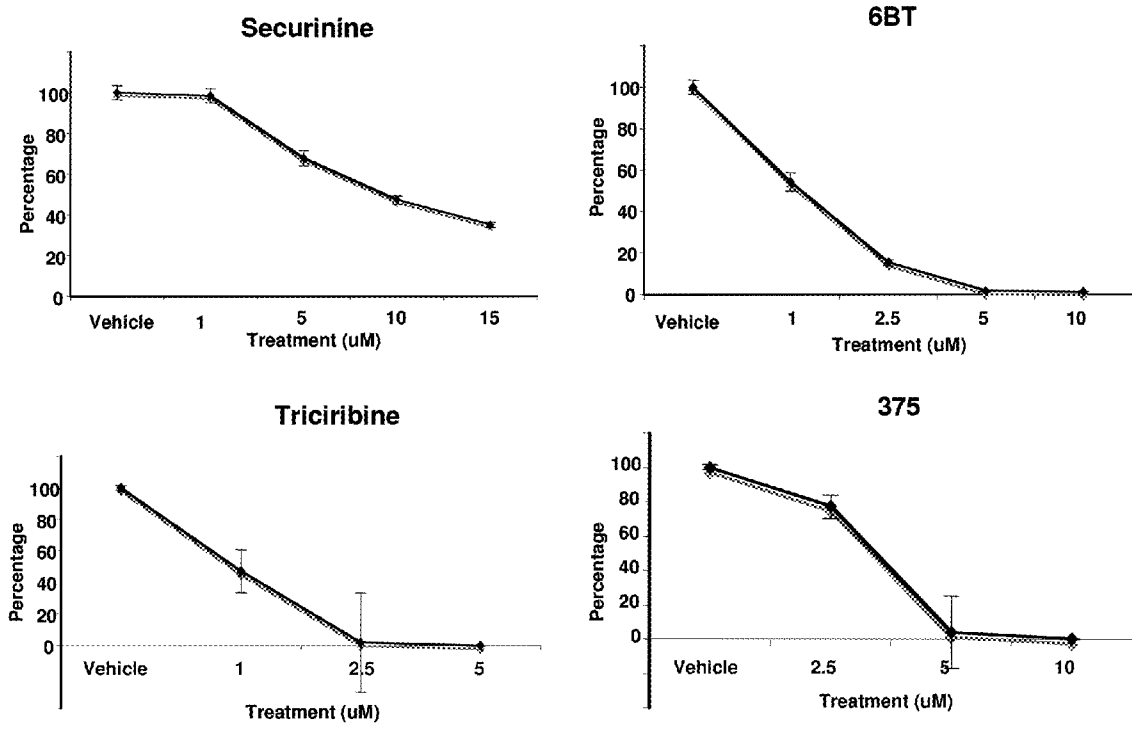 Securinine
Percentage
100
80
60
40
20
0
Vehicle 1 5 10 15
Treatment (uM)
6BT
Percentage
100
80
60
40
20
0
Vehicle 1 2.5 5 10
Treatment (uM)
Triciribine
Percentage
100
80
60
40
20
0
Vehicle 1 2.5 5
Treatment (uM)
375
Percentage
100
80
60
40
20
0
Vehicle 2.5 5 10
Treatment (uM)